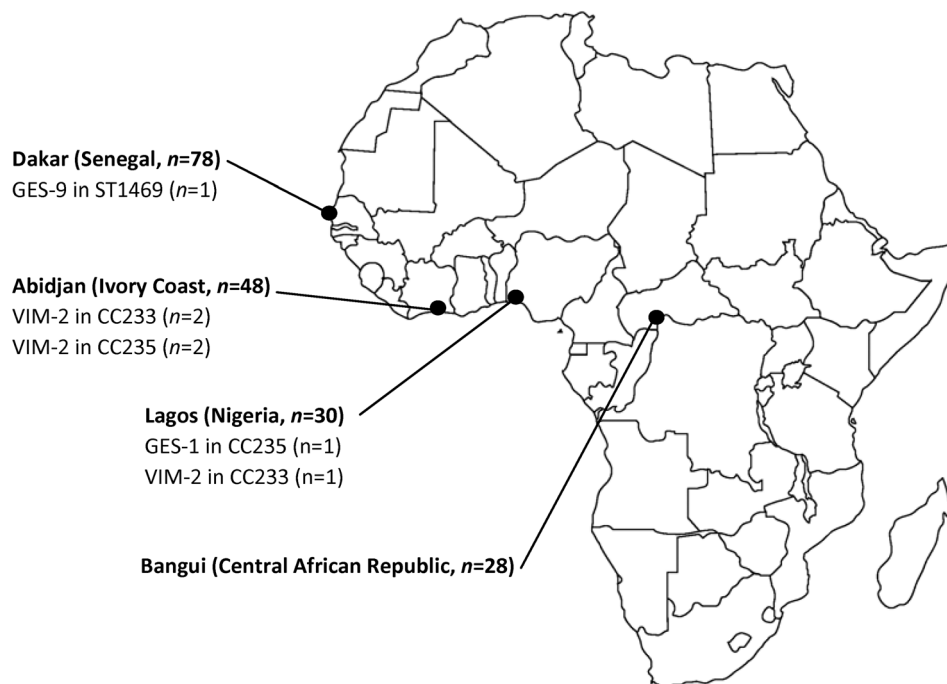 Dakar (Senegal, n=78)
GES-9 in ST1469 (n=1)
Abidjan (Ivory Coast, n=48)
VIM-2 in CC233 (n=2)
VIM-2 in CC235 (n=2)
Lagos (Nigeria, n=30)
GES-1 in CC235 (n=1)
VIM-2 in CC233 (n=1)
Bangui (Central African Republic, n=28)